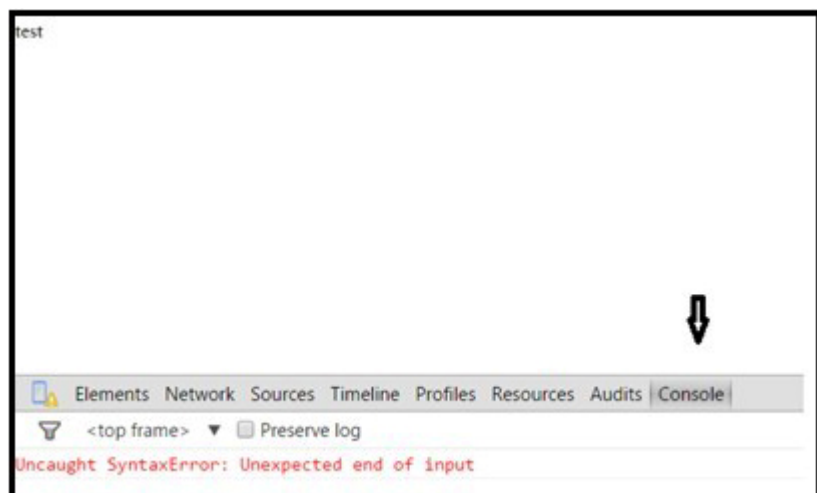 test
Elements Network Sources Timeline Profiles Resources Audits Console
<top frame> ▼ Preserve log
Uncaught SyntaxError: Unexpected end of input